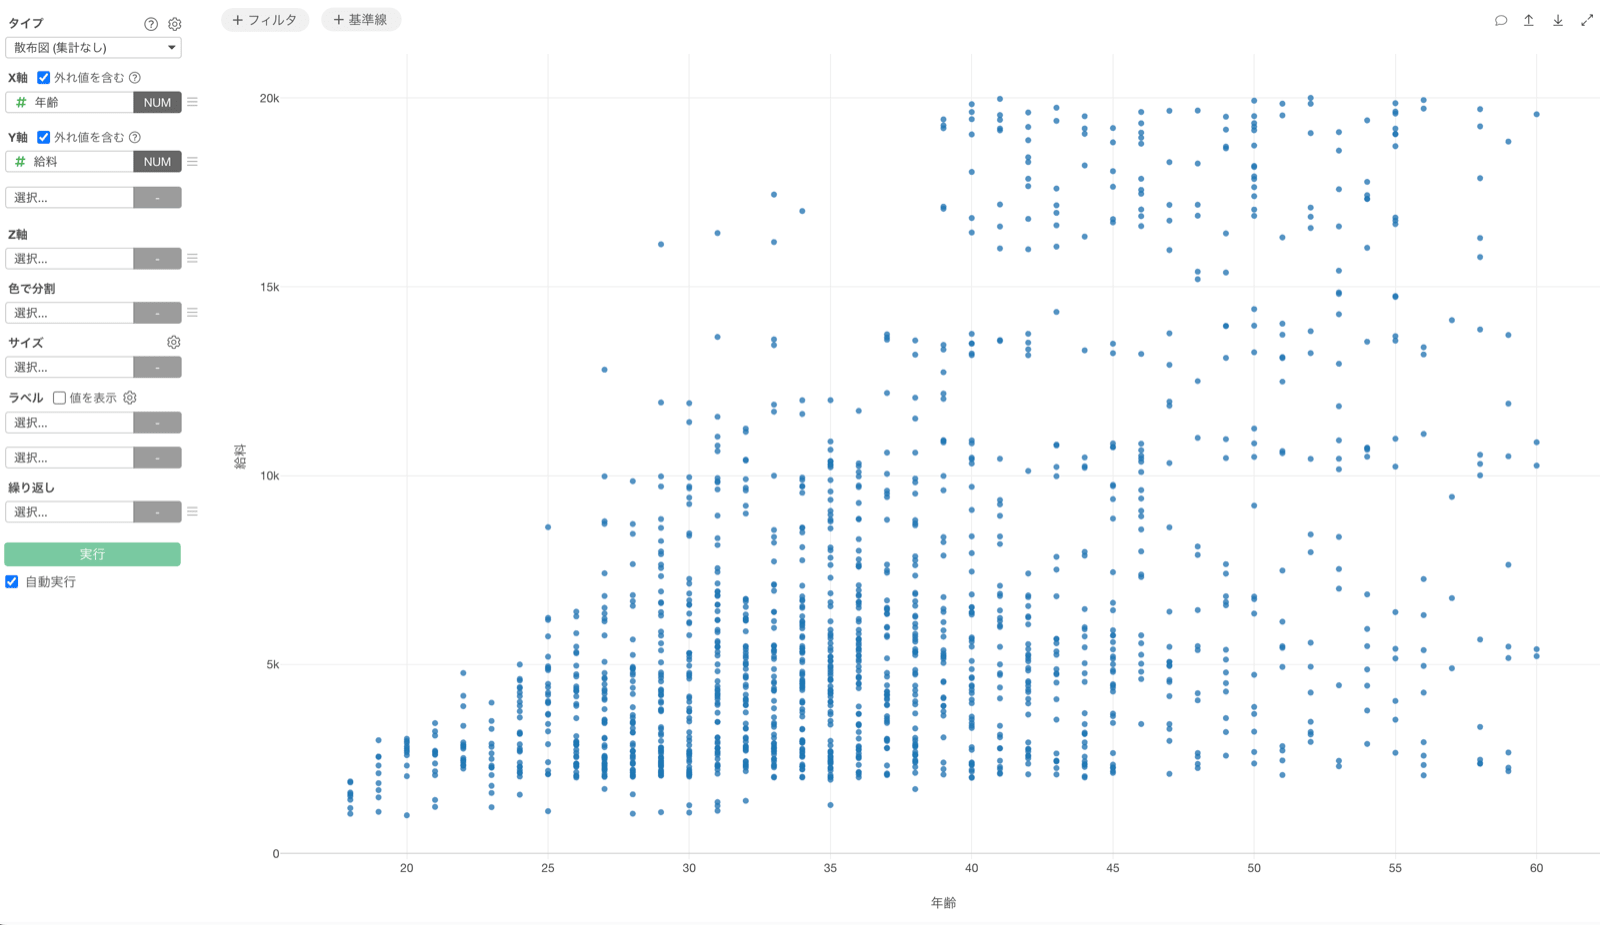 タイプ
散布図 (集計なし)
X軸 外れ値を含む
# 年齢 NUM
Y軸 外れ値を含む
# 給料 NUM
選択... -
Z軸
選択... -
色で分割
選択... -
サイズ
選択... -
ラベル 値を表示
選択... -
選択... -
繰り返し
選択... -
実行
自動実行
+ フィルタ + 基準線
20k
15k
10k
5k
0
給料
20 25 30 35 40 45 50 55 60
年齢